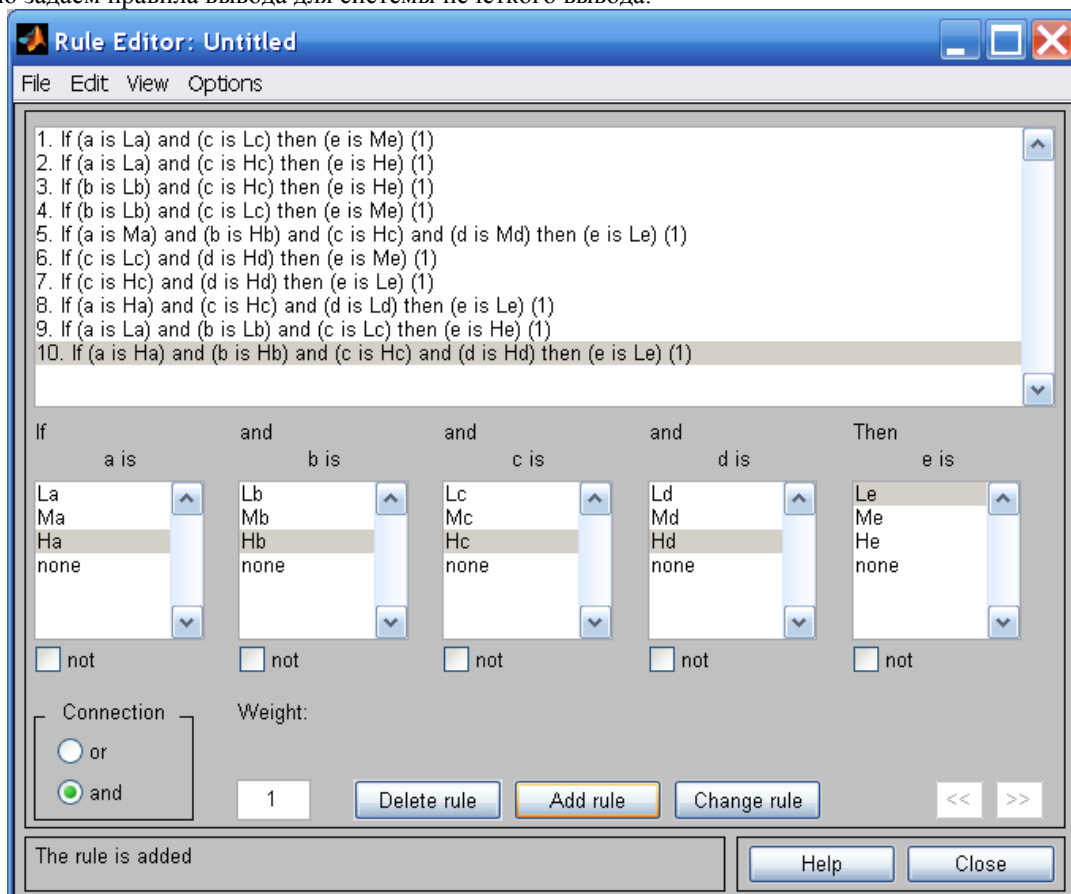 задаем правила вывода для системы нечеткого вывода.
Rule Editor: Untitled
File Edit View Options
1. If (a is La) and (c is Lc) then (e is Me) (1)
2. If (a is La) and (c is Hc) then (e is He) (1)
3. If (b is Lb) and (c is Hc) then (e is He) (1)
4. If (b is Lb) and (c is Lc) then (e is Me) (1)
5. If (a is Ma) and (b is Hb) and (c is Hc) and (d is Md) then (e is Le) (1)
6. If (c is Lc) and (d is Hd) then (e is Me) (1)
7. If (c is Hc) and (d is Hd) then (e is Le) (1)
8. If (a is Ha) and (c is Hc) and (d is Ld) then (e is Le) (1)
9. If (a is La) and (b is Lb) and (c is Lc) then (e is He) (1)
10. If (a is Ha) and (b is Hb) and (c is Hc) and (d is Hd) then (e is Le) (1)
If and and and Then
a is b is c is d is e is
La Lb Lc Ld Le
Ma Mb Mc Md Me
Ha Hb Hc Hd He
none none none none none
not not not not not
Connection Weight:
or
and 1 Delete rule Add rule Change rule << >>
The rule is added Help Close